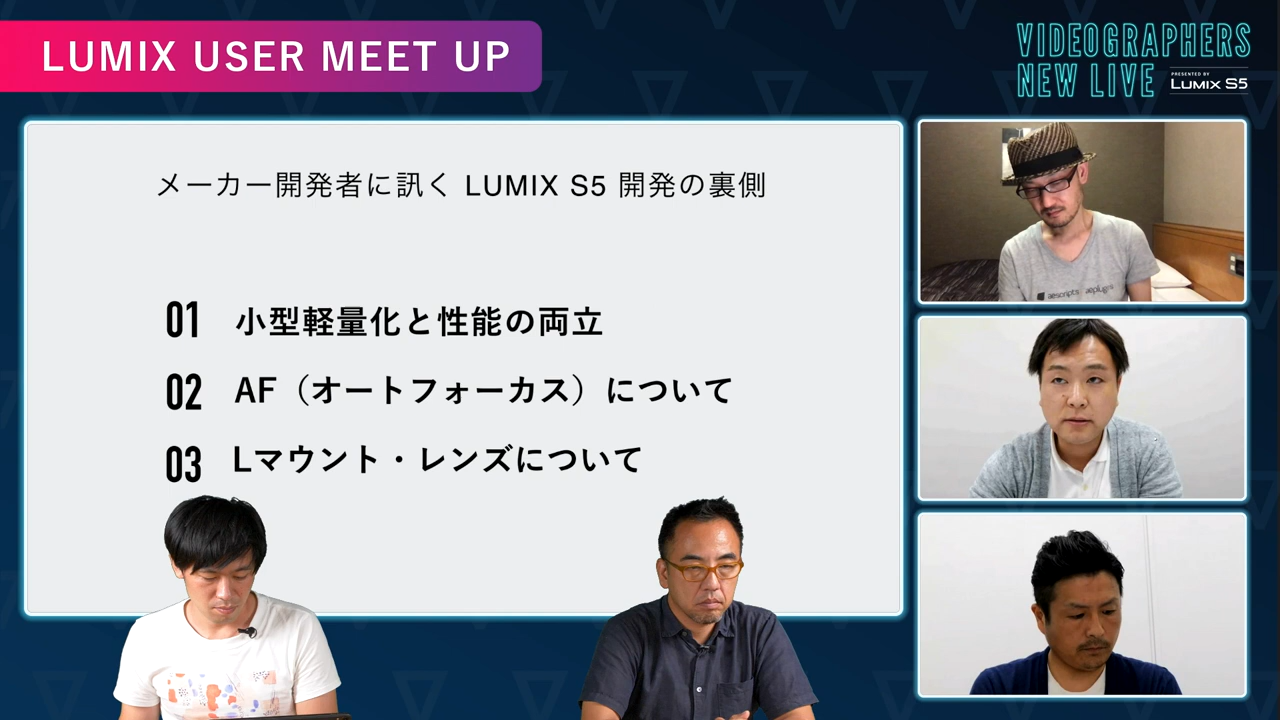 LUMIX USER MEET UP
VIDEOGRAPHERS
NEW LIVE
PRESENTED BY
LUMIX S5
メーカー開発者に訊く LUMIX S5 開発の裏側
01 小型軽量化と性能の両立
02 AF（オートフォーカス）について
03 Lマウント・レンズについて
aescripts aeplugins